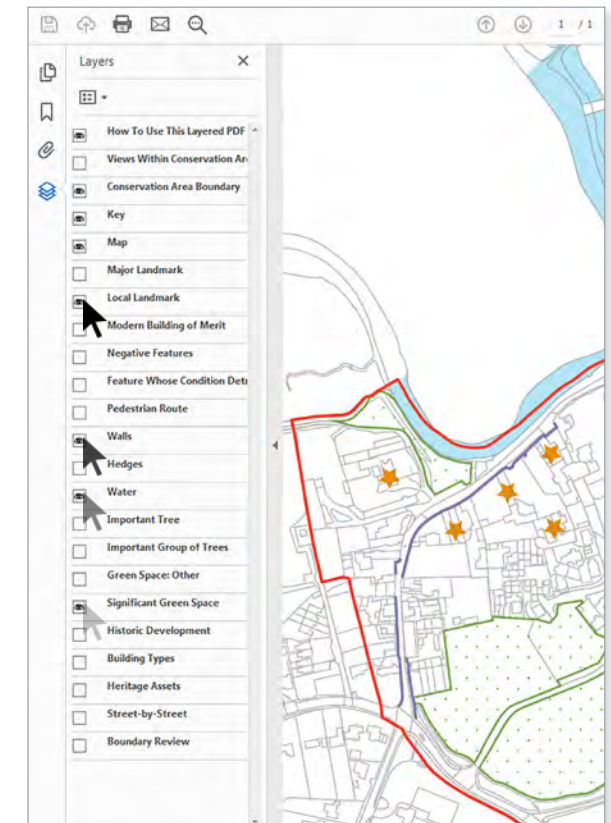 1 / 1
Layers
How To Use This Layered PDF
Views Within Conservation Are
Conservation Area Boundary
Key
Map
Major Landmark
Local Landmark
Modern Building of Merit
Negative Features
Feature Whose Condition Detr
Pedestrian Route
Walls
Hedges
Water
Important Tree
Important Group of Trees
Green Space: Other
Significant Green Space
Historic Development
Building Types
Heritage Assets
Street-by-Street
Boundary Review